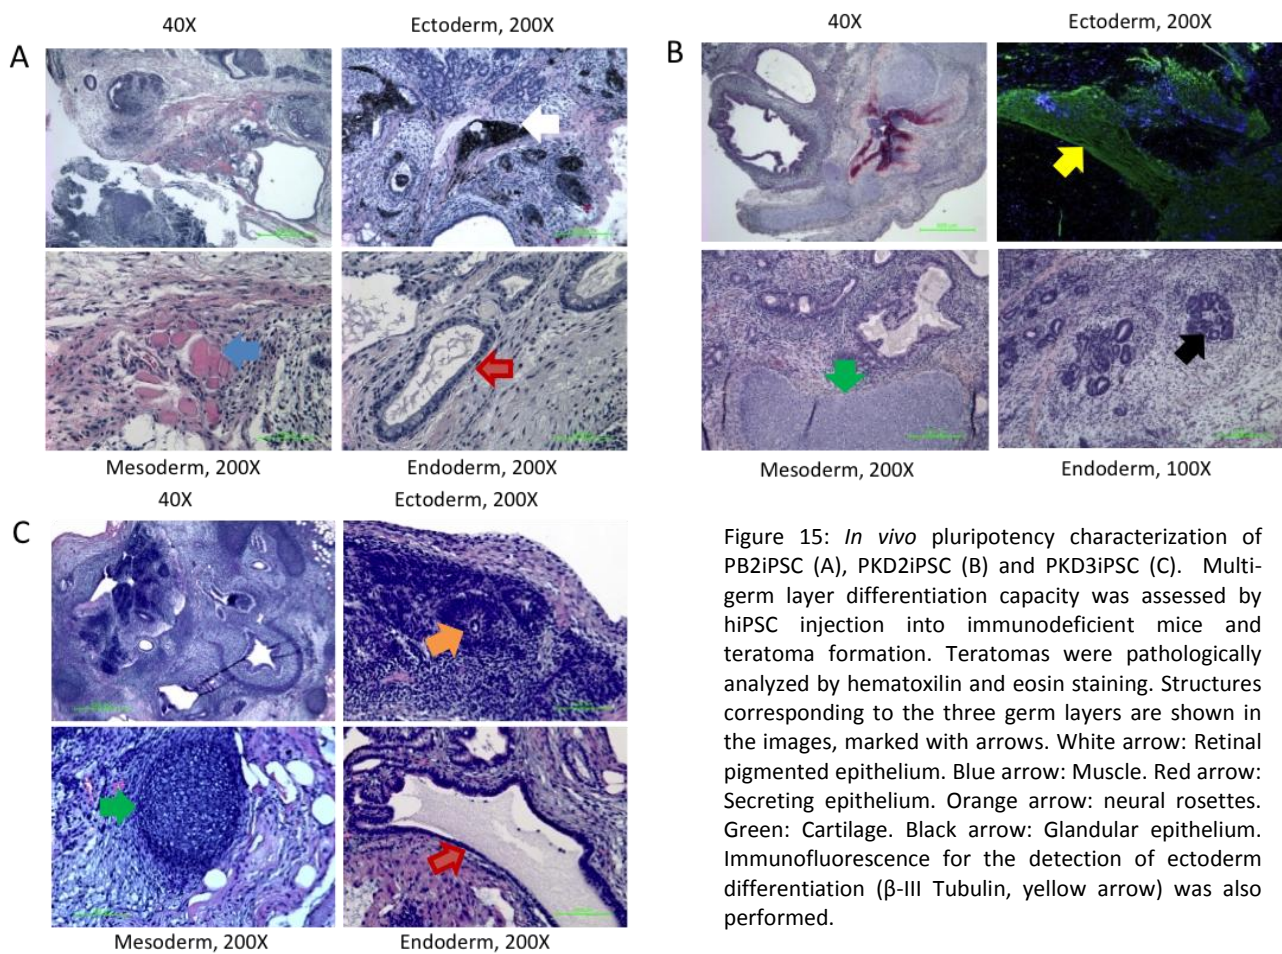 40X
Ectoderm, 200X
A
Mesoderm, 200X
Endoderm, 200X
40X
Ectoderm, 200X
B
Mesoderm, 200X
Endoderm, 100X
40X
Ectoderm, 200X
C
Mesoderm, 200X
Endoderm, 200X
Figure 15: In vivo pluripotency characterization of
PB2iPSC (A), PKD2iPSC (B) and PKD3iPSC (C). Multi-
germ layer differentiation capacity was assessed by
hiPSC injection into immunodeficient mice and
teratoma formation. Teratomas were pathologically
analyzed by hematoxilin and eosin staining. Structures
corresponding to the three germ layers are shown in
the images, marked with arrows. White arrow: Retinal
pigmented epithelium. Blue arrow: Muscle. Red arrow:
Secreting epithelium. Orange arrow: neural rosettes.
Green: Cartilage. Black arrow: Glandular epithelium.
Immunofluorescence for the detection of ectoderm
differentiation (β-III Tubulin, yellow arrow) was also
performed.